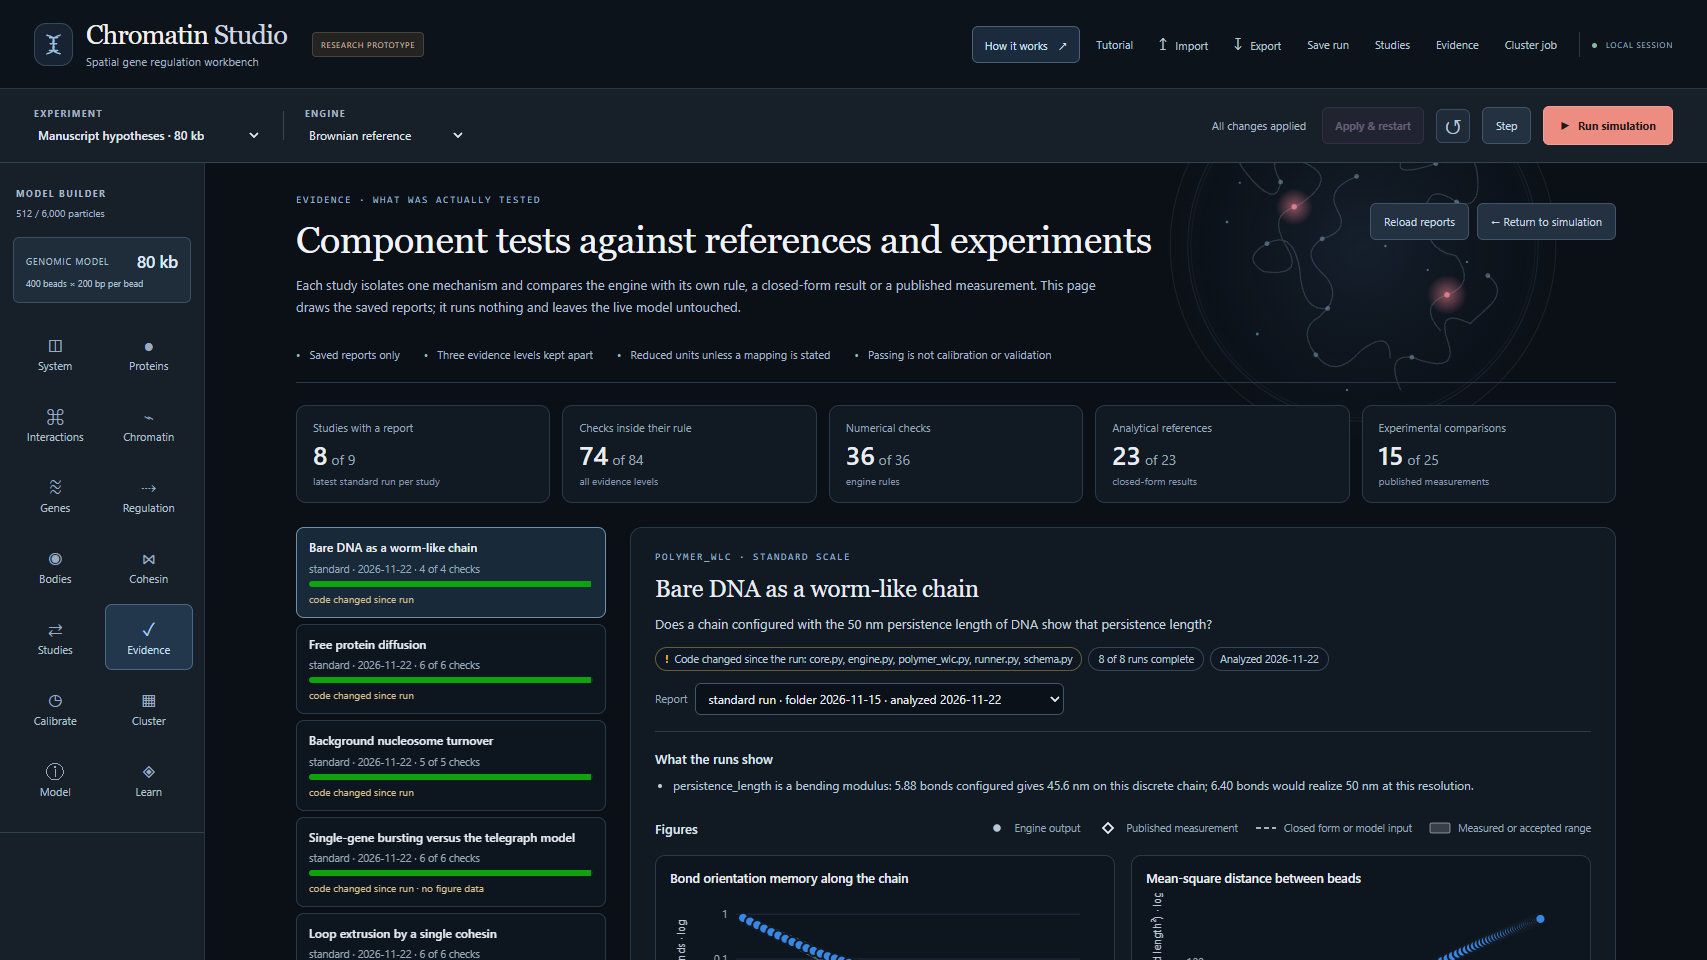 Chromatin Studio
Spatial gene regulation workbench
RESEARCH PROTOTYPE
How it works ↗
Tutorial
Import
Export
Save run
Studies
Evidence
Cluster job
LOCAL SESSION
EXPERIMENT
Manuscript hypotheses · 80 kb
ENGINE
Brownian reference
All changes applied
Apply & restart
Step
Run simulation
MODEL BUILDER
512 / 6,000 particles
GENOMIC MODEL 80 kb
400 beads × 200 bp per bead
System
Proteins
Interactions
Chromatin
Genes
Regulation
Bodies
Cohesin
Studies
Evidence
Calibrate
Cluster
Model
Learn
EVIDENCE · WHAT WAS ACTUALLY TESTED
Component tests against references and experiments
Each study isolates one mechanism and compares the engine with its own rule, a closed-form result or a published measurement. This page
draws the saved reports; it runs nothing and leaves the live model untouched.
• Saved reports only
• Three evidence levels kept apart
• Reduced units unless a mapping is stated
• Passing is not calibration or validation
Reload reports
← Return to simulation
Studies with a report
8 of 9
latest standard run per study
Checks inside their rule
74 of 84
all evidence levels
Numerical checks
36 of 36
engine rules
Analytical references
23 of 23
closed-form results
Experimental comparisons
15 of 25
published measurements
Bare DNA as a worm-like chain
standard · 2026-11-22 · 4 of 4 checks
code changed since run
Free protein diffusion
standard · 2026-11-22 · 6 of 6 checks
code changed since run
Background nucleosome turnover
standard · 2026-11-22 · 5 of 5 checks
code changed since run
Single-gene bursting versus the telegraph model
standard · 2026-11-22 · 6 of 6 checks
code changed since run · no figure data
Loop extrusion by a single cohesin
standard · 2026-11-22 · 6 of 6 checks
POLYMER_WLC · STANDARD SCALE
Bare DNA as a worm-like chain
Does a chain configured with the 50 nm persistence length of DNA show that persistence length?
! Code changed since the run: core.py, engine.py, polymer_wlc.py, runner.py, schema.py
8 of 8 runs complete
Analyzed 2026-11-22
Report
standard run · folder 2026-11-15 · analyzed 2026-11-22
What the runs show
• persistence_length is a bending modulus: 5.88 bonds configured gives 45.6 nm on this discrete chain; 6.40 bonds would realize 50 nm at this resolution.
Figures
Engine output
Published measurement
Closed form or model input
Measured or accepted range
Bond orientation memory along the chain
1
0.1
nds · log
Mean-square distance between beads
length²) · log
100